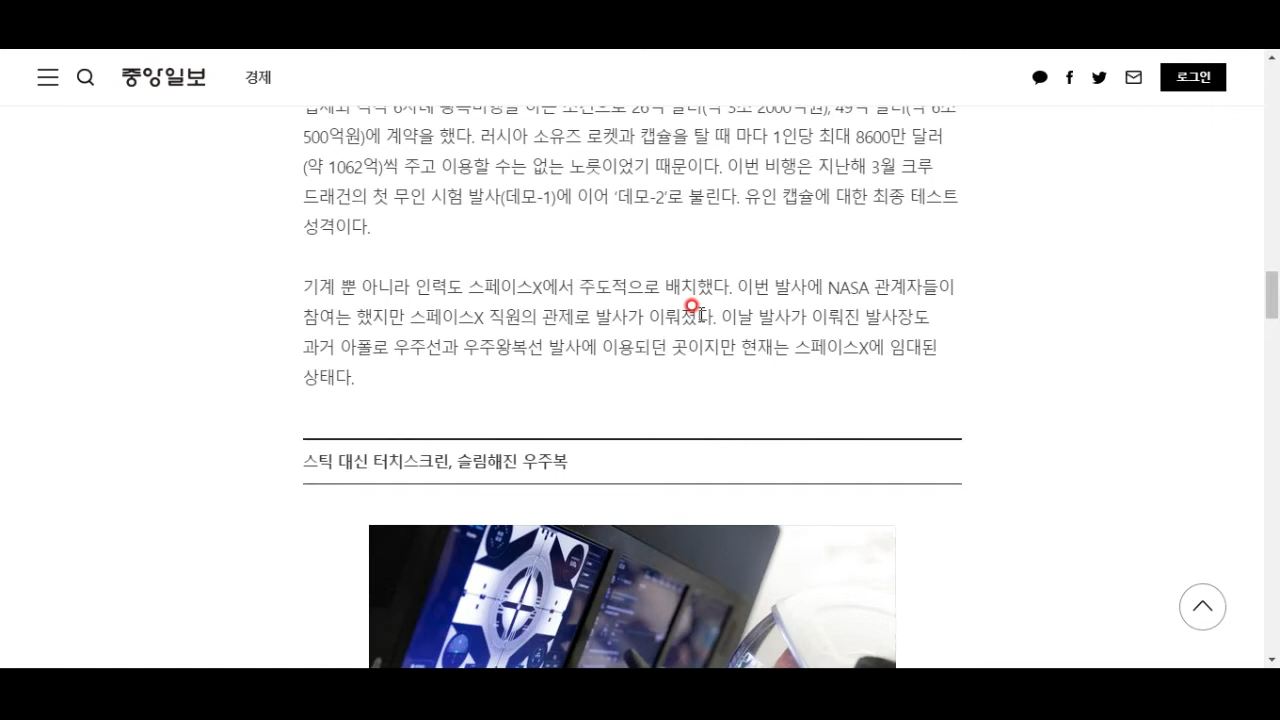 중앙일보
경제
로그인
500억원)에 계약을 했다. 러시아 소유즈 로켓과 캡슐을 탈 때 마다 1인당 최대 8600만 달러
(약 1062억)씩 주고 이용할 수는 없는 노릇이었기 때문이다. 이번 비행은 지난해 3월 크루
드래건의 첫 무인 시험 발사(데모-1)에 이어 ‘데모-2’로 불린다. 유인 캡슐에 대한 최종 테스트
성격이다.
기계 뿐 아니라 인력도 스페이스X에서 주도적으로 배치했다. 이번 발사에 NASA 관계자들이
참여는 했지만 스페이스X 직원의 관제로 발사가 이뤄졌다. 이날 발사가 이뤄진 발사장도
과거 아폴로 우주선과 우주왕복선 발사에 이용되던 곳이지만 현재는 스페이스X에 임대된
상태다.
스틱 대신 터치스크린, 슬림해진 우주복